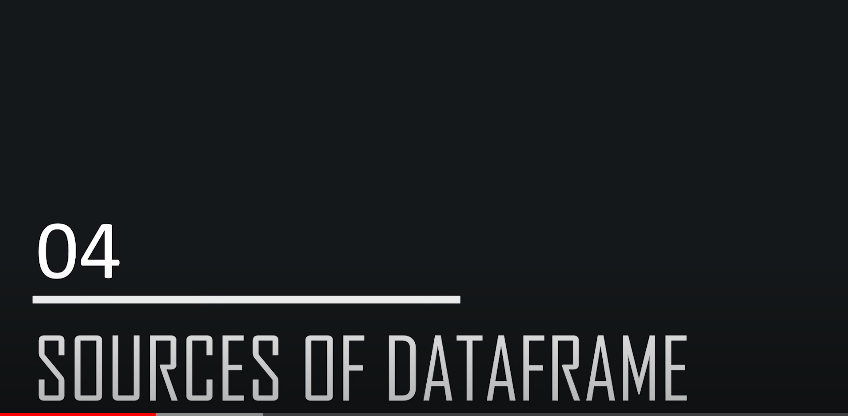 04
SOURCES OF DATAFRAME